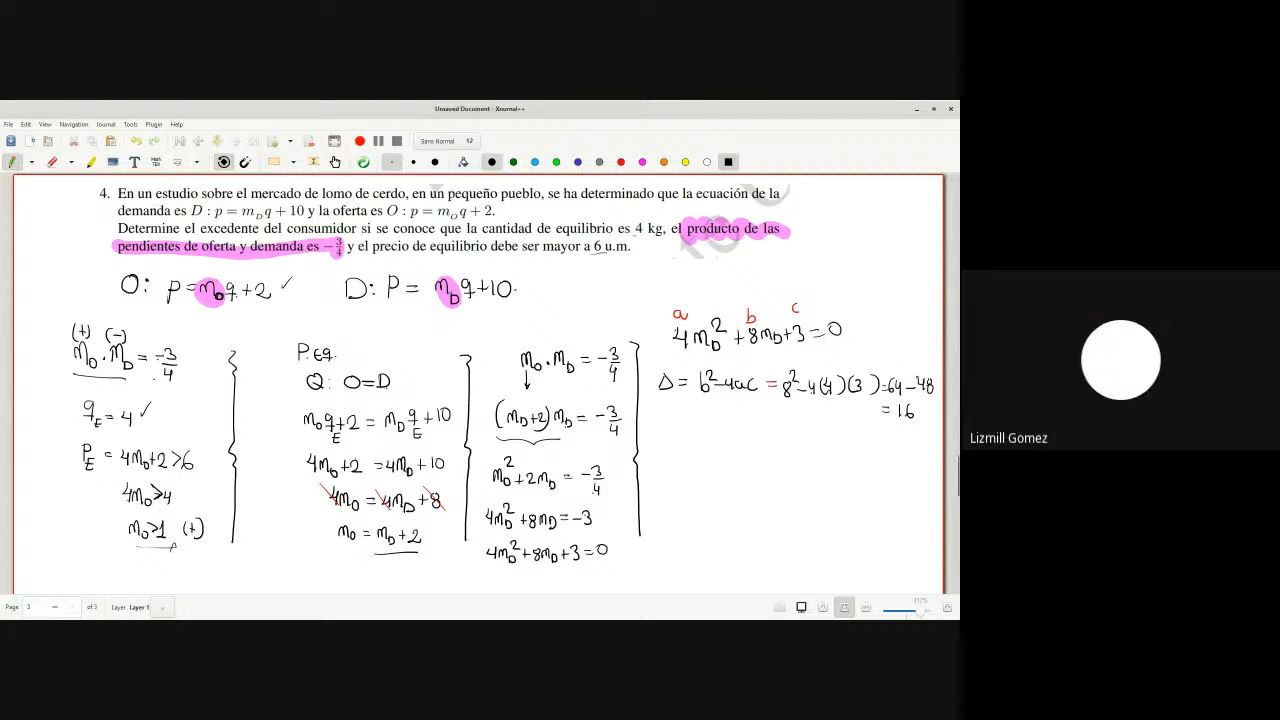 Unsaved Document - Xournal++
File Edit View Navigation Journal Tools Plugin Help
Sans Normal 12
4. En un estudio sobre el mercado de lomo de cerdo, en un pequeño pueblo, se ha determinado que la ecuación de la
demanda es D : p = m_D q + 10 y la oferta es O : p = m_O q + 2.
Determine el excedente del consumidor si se conoce que la cantidad de equilibrio es 4 kg, el producto de las
pendientes de oferta y demanda es −3/4 y el precio de equilibrio debe ser mayor a 6 u.m.
O: p = m_O q + 2 ✓ D: P = m_D q + 10
(+) (−)
m_O · m_D = −3/4
q_E = 4 ✓
P_E = 4m_O + 2 > 6
4m_O > 4
m_O > 1 (+)
P Eq.
Q: O = D
m_O q_E + 2 = m_D q_E + 10
4m_O + 2 = 4m_D + 10
4m_O = 4m_D + 8
m_O = m_D + 2
m_O · m_D = −3/4
↓
(m_D + 2) m_D = −3/4
m_D² + 2m_D = −3/4
4m_D² + 8m_D = −3
4m_D² + 8m_D + 3 = 0
a b c
4m_D² + 8m_D + 3 = 0
Δ = b² − 4ac = 8² − 4(4)(3) = 64 − 48
= 16
Lizmill Gomez
Page 3 of 3 Layer Layer 1
312%